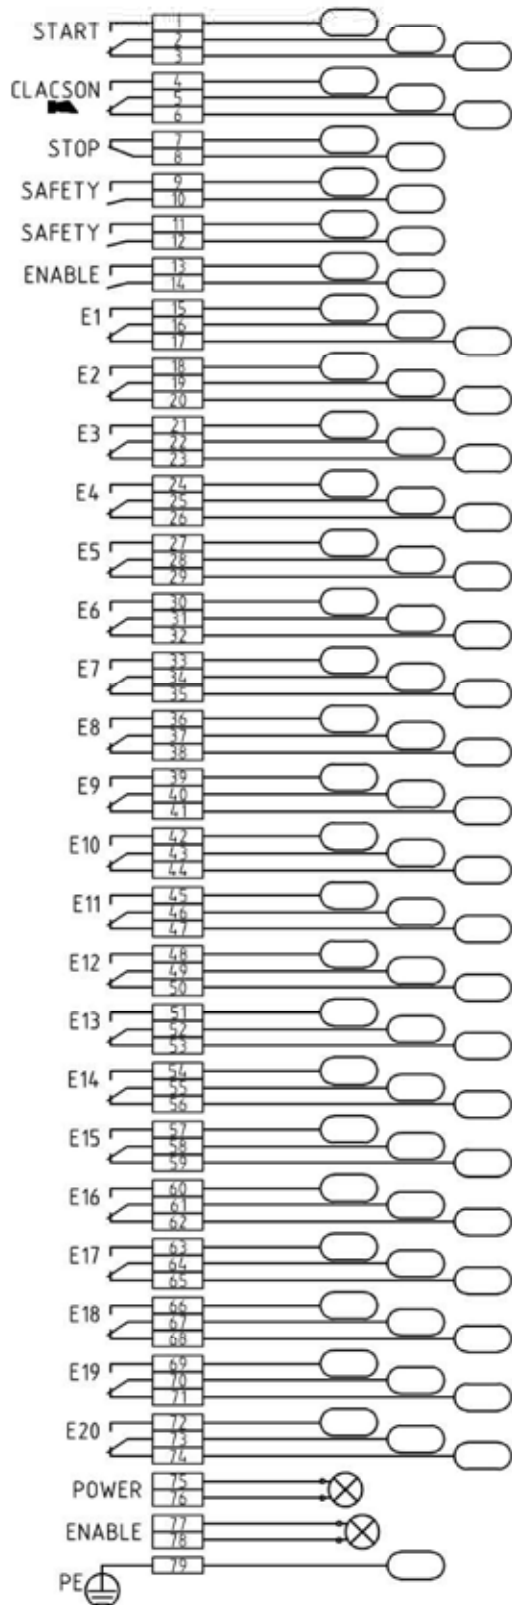 START 1
2
3
CLACSON 4
5
6
STOP 7
8
SAFETY 9
10
SAFETY 11
12
ENABLE 13
14
E1 15
16
17
E2 18
19
20
E3 21
22
23
E4 24
25
26
E5 27
28
29
E6 30
31
32
E7 33
34
35
E8 36
37
38
E9 39
40
41
E10 42
43
44
E11 45
46
47
E12 48
49
50
E13 51
52
53
E14 54
55
56
E15 57
58
59
E16 60
61
62
E17 63
64
65
E18 66
67
68
E19 69
70
71
E20 72
73
74
POWER 75
76
ENABLE 77
78
79
PE